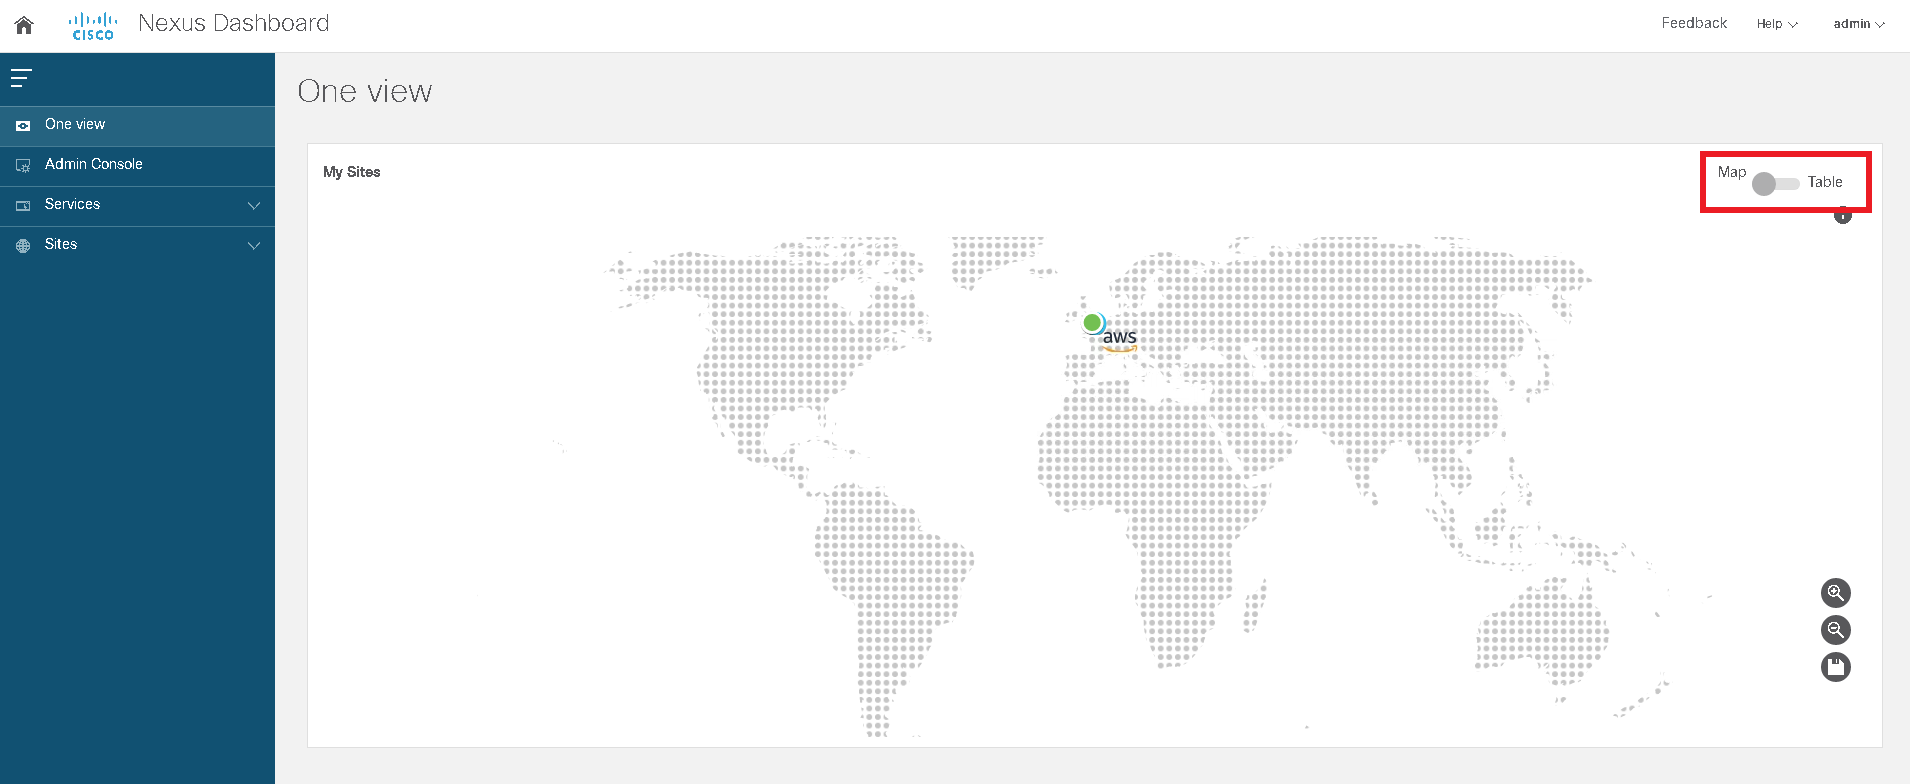 CISCO
Nexus Dashboard
Feedback
Help
admin
One view
Admin Console
Services
Sites
One view
My Sites
Map
Table
aws